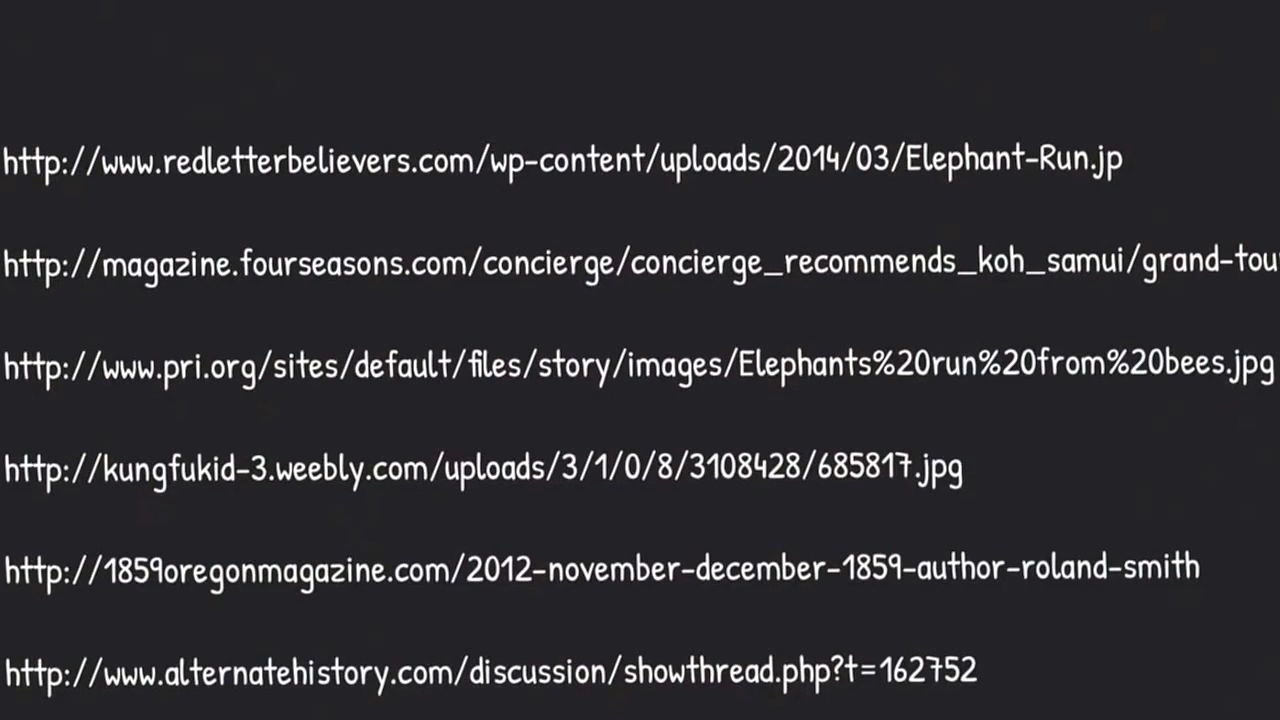 http://www.redletterbelievers.com/wp-content/uploads/2014/03/Elephant-Run.jp
http://magazine.fourseasons.com/concierge/concierge_recommends_koh_samui/grand-tou
http://www.pri.org/sites/default/files/story/images/Elephants%20run%20from%20bees.jpg
http://kungfukid-3.weebly.com/uploads/3/1/0/8/3108428/685817.jpg
http://1859oregonmagazine.com/2012-november-december-1859-author-roland-smith
http://www.alternatehistory.com/discussion/showthread.php?t=162752